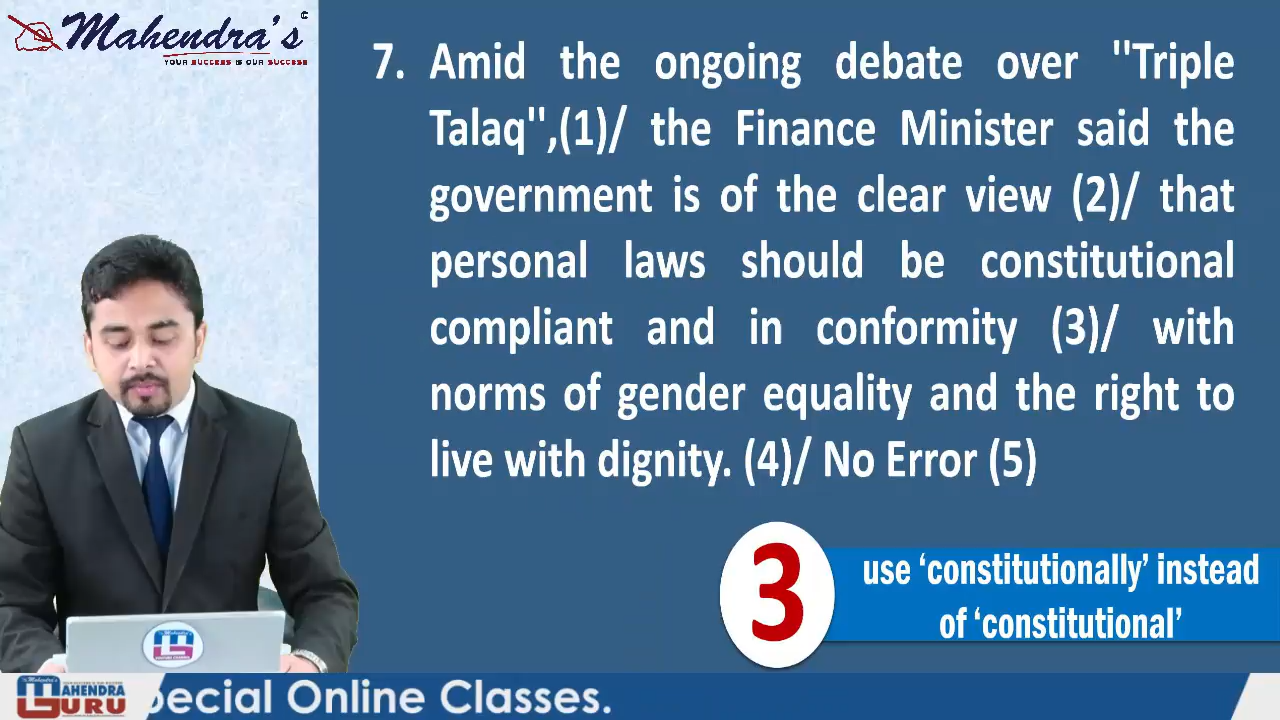 Mahendra's
YOUR SUCCESS IS OUR SUCCESS
7. Amid the ongoing debate over "Triple
Talaq",(1)/ the Finance Minister said the
government is of the clear view (2)/ that
personal laws should be constitutional
compliant and in conformity (3)/ with
norms of gender equality and the right to
live with dignity. (4)/ No Error (5)
3
use ‘constitutionally’ instead
of ‘constitutional’
MAHENDRA
GURU
pecial Online Classes.